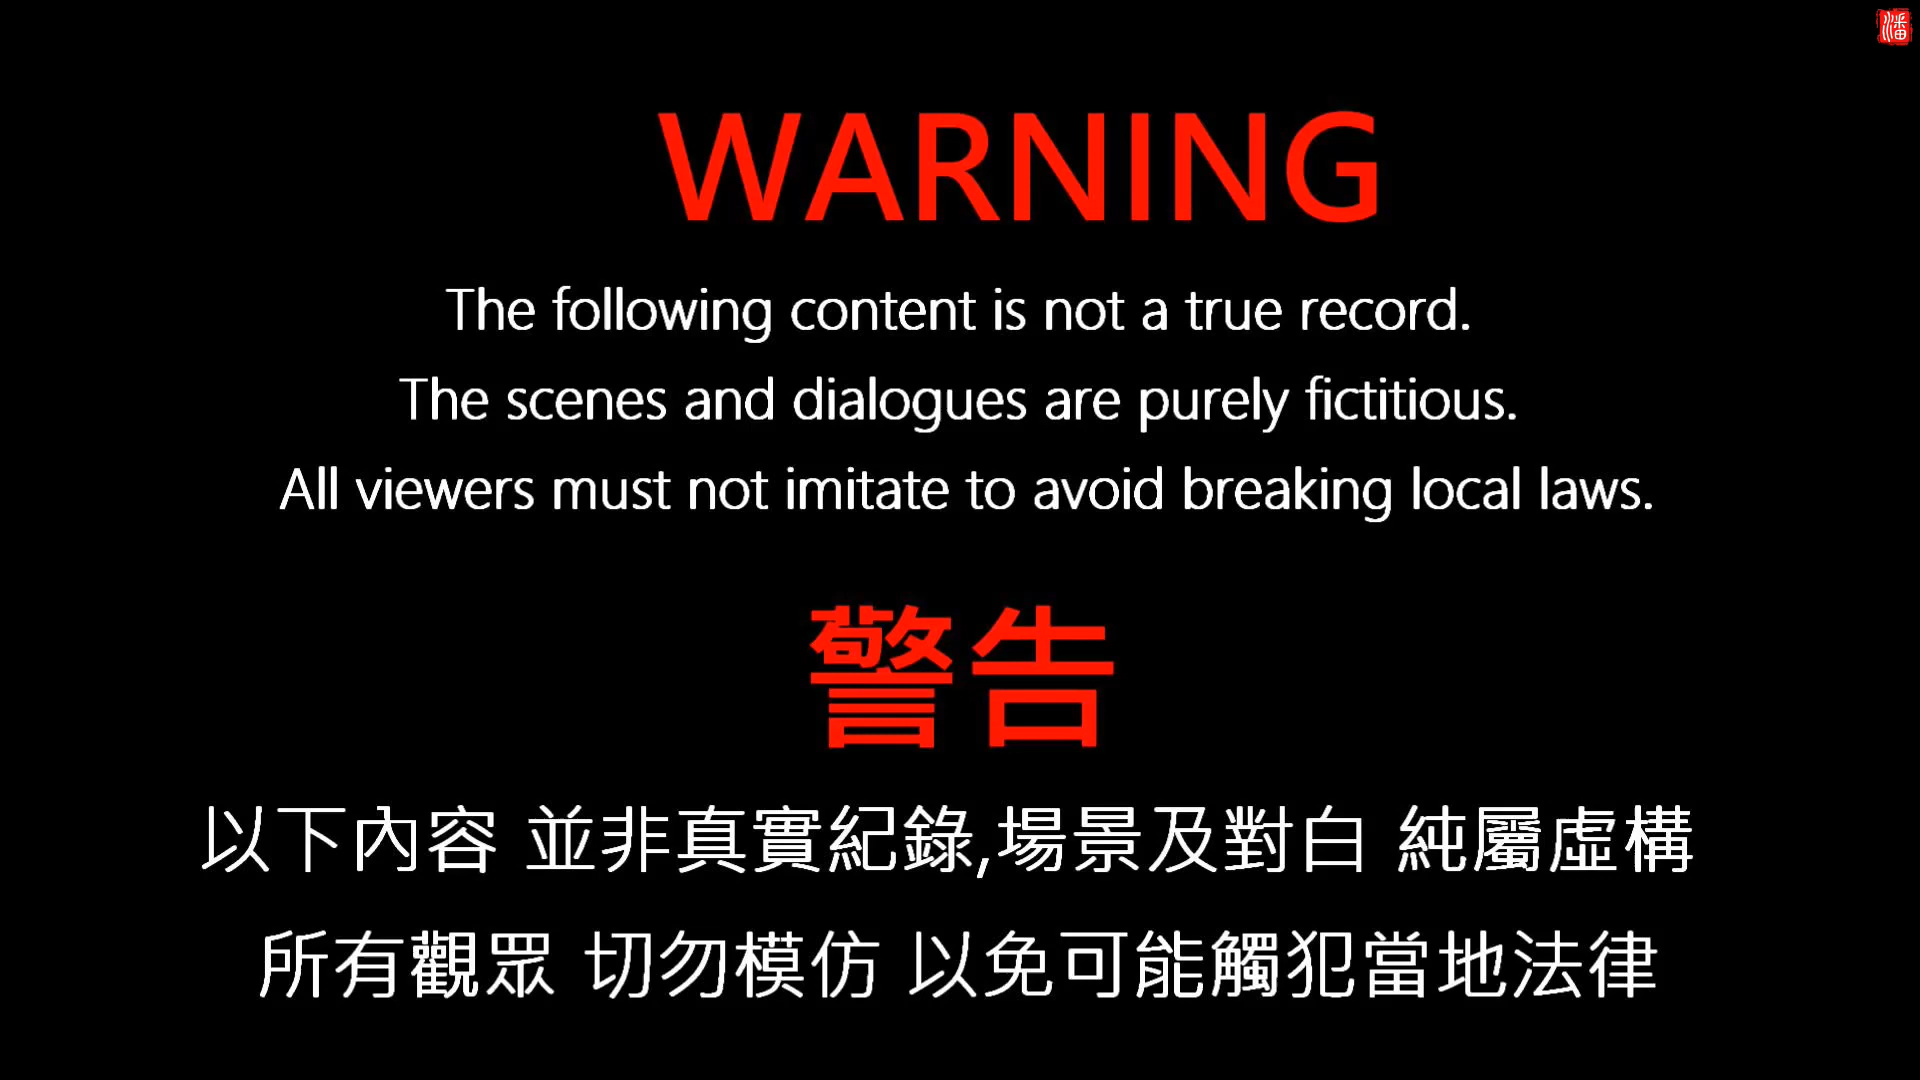 潘
WARNING
The following content is not a true record.
The scenes and dialogues are purely fictitious.
All viewers must not imitate to avoid breaking local laws.
警告
以下內容 並非真實紀錄,場景及對白 純屬虛構
所有觀眾 切勿模仿 以免可能觸犯當地法律